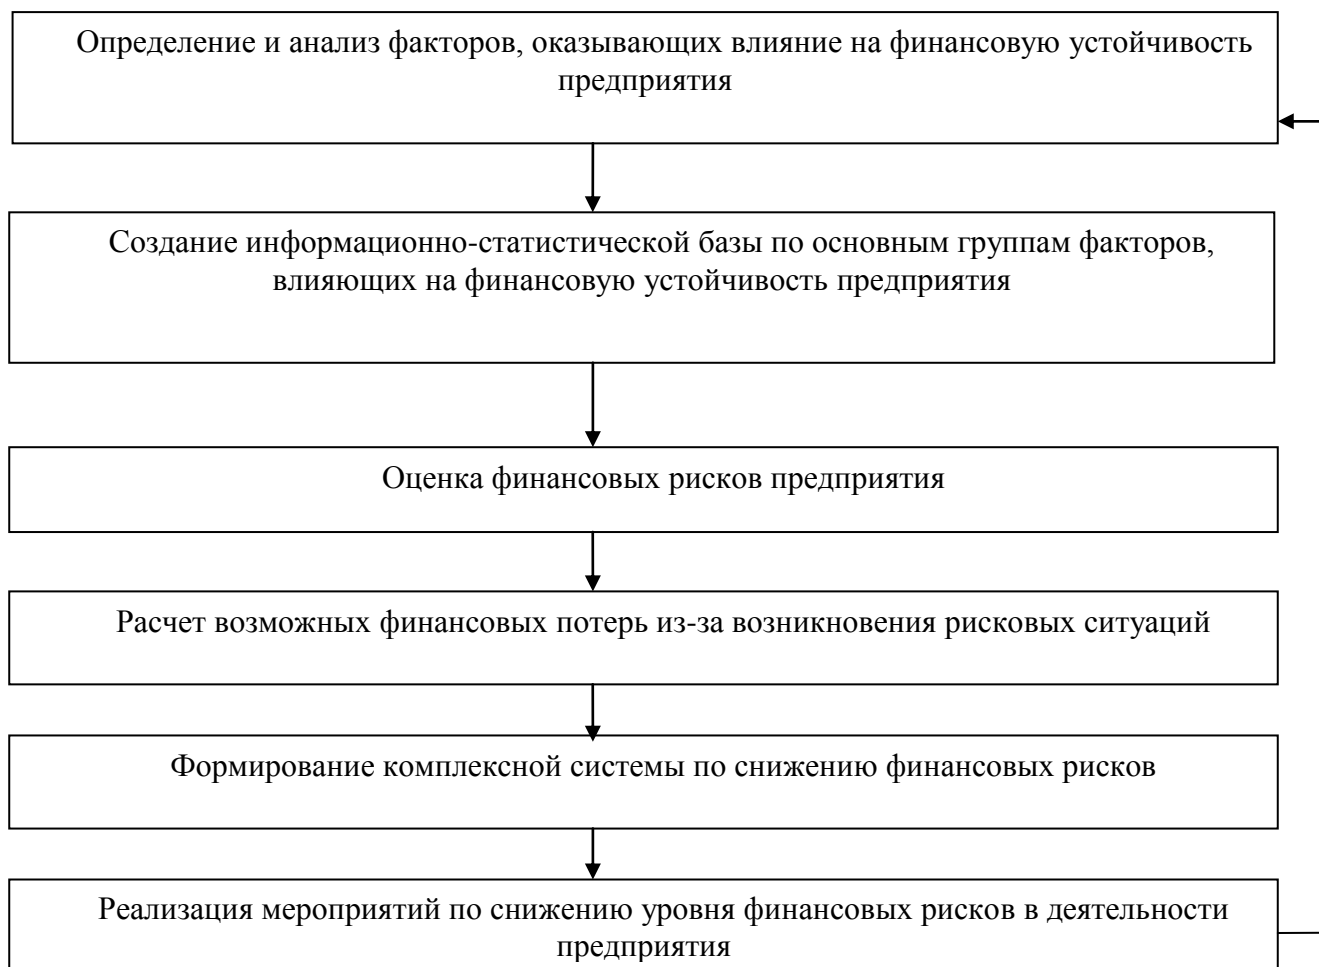 Определение и анализ факторов, оказывающих влияние на финансовую устойчивость
предприятия
Создание информационно-статистической базы по основным группам факторов,
влияющих на финансовую устойчивость предприятия
Оценка финансовых рисков предприятия
Расчет возможных финансовых потерь из-за возникновения рисковых ситуаций
Формирование комплексной системы по снижению финансовых рисков
Реализация мероприятий по снижению уровня финансовых рисков в деятельности
предприятия